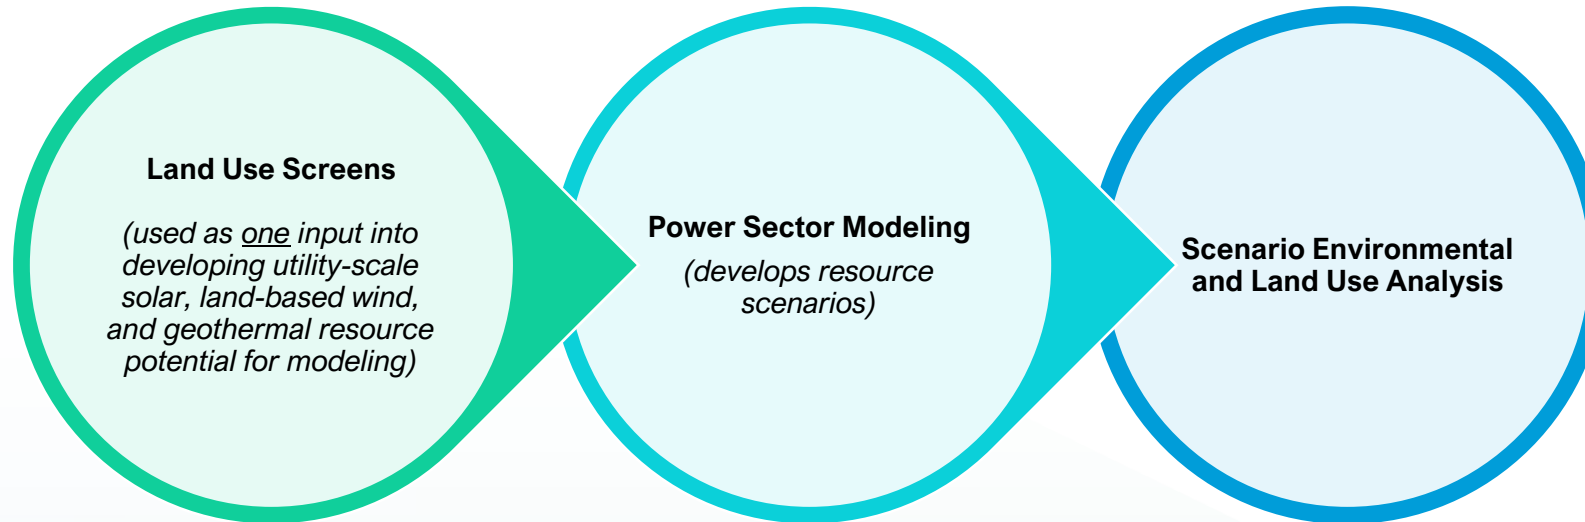 Land Use Screens
(used as one input into
developing utility-scale
solar, land-based wind,
and geothermal resource
potential for modeling)
Power Sector Modeling
(develops resource
scenarios)
Scenario Environmental
and Land Use Analysis